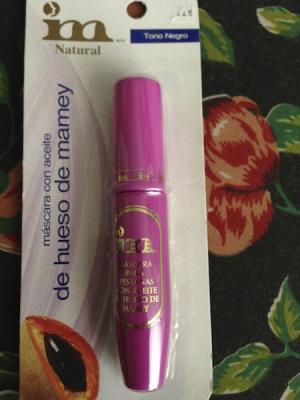 im
Natural
Tono Negro
máscara con aceite
de hueso de mamey
im
MÁSCARA
PARA
PESTAÑAS
CON ACEITE
DE HUESO DE
MAMEY